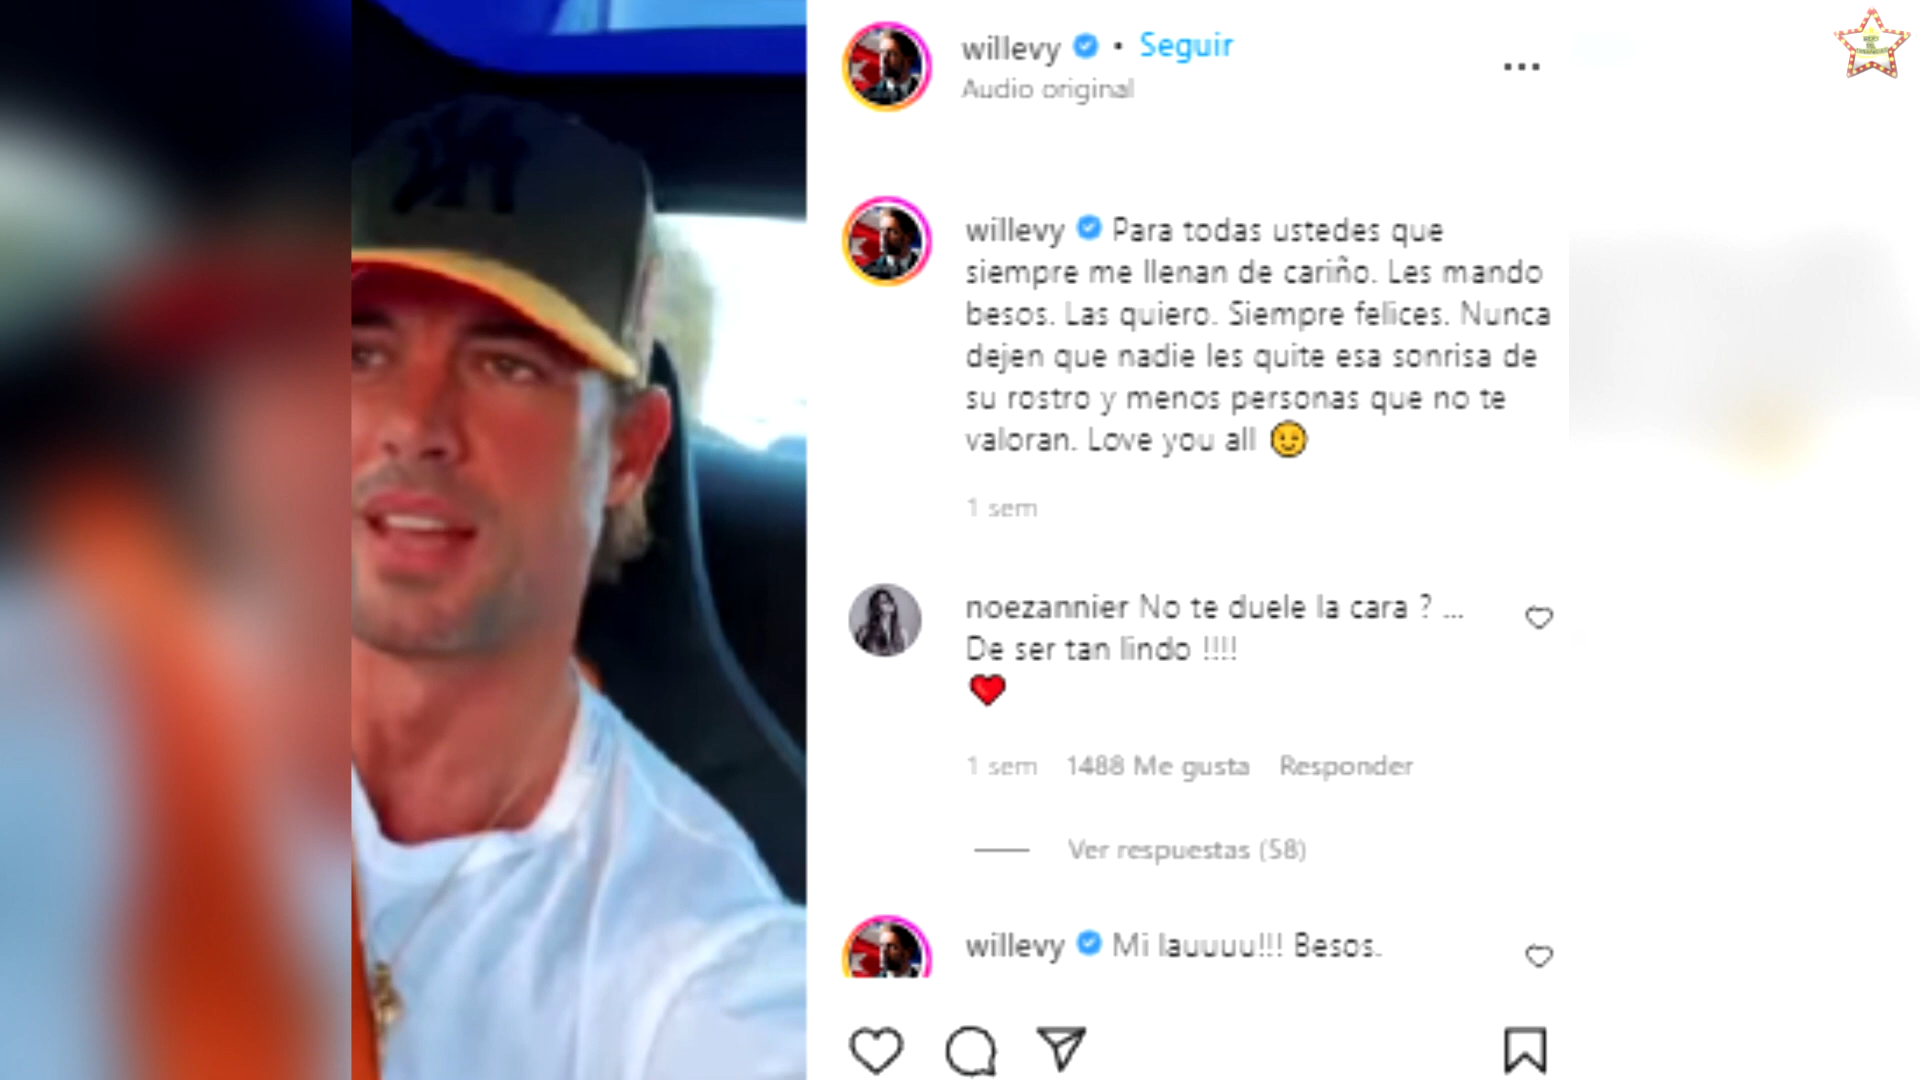 willevy • Seguir
Audio original
willevy Para todas ustedes que
siempre me llenan de cariño. Les mando
besos. Las quiero. Siempre felices. Nunca
dejen que nadie les quite esa sonrisa de
su rostro y menos personas que no te
valoran. Love you all 😉
1 sem
noezannier No te duele la cara ? ...
De ser tan lindo !!!!
❤️
1 sem 1488 Me gusta Responder
Ver respuestas (58)
willevy Mi lauuuu!!! Besos.